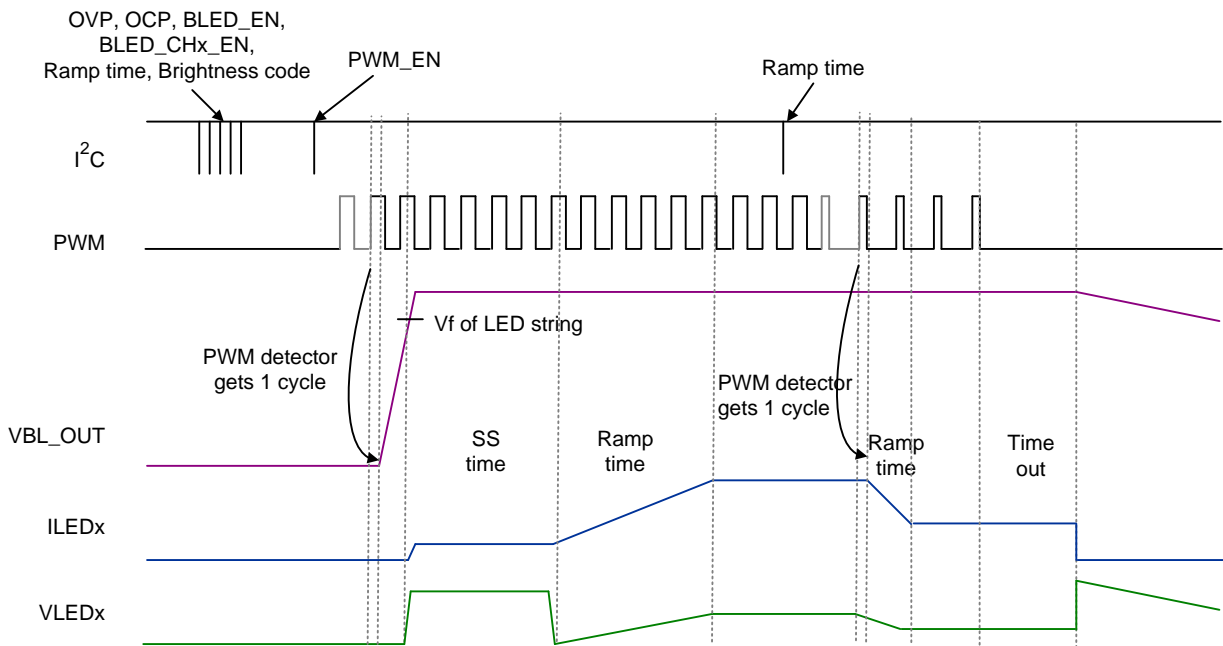 OVP, OCP, BLED_EN,
BLED_CHx_EN,
Ramp time, Brightness code
PWM_EN
Ramp time
I²C
PWM
Vf of LED string
PWM detector
gets 1 cycle
PWM detector
gets 1 cycle
VBL_OUT
SS
time
Ramp
time
Ramp
time
Time
out
ILEDx
VLEDx